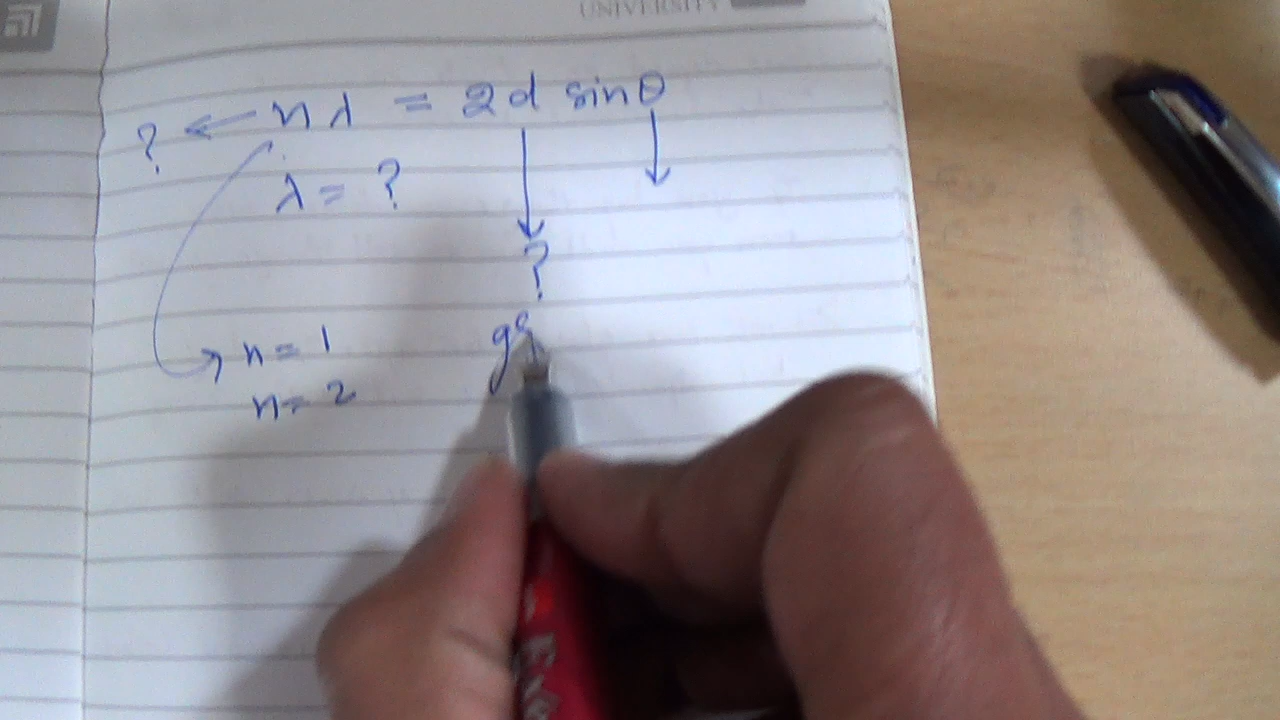 UNIVERSITY
? ← nλ = 2d sinθ
λ = ?
?
n = 1
n = 2